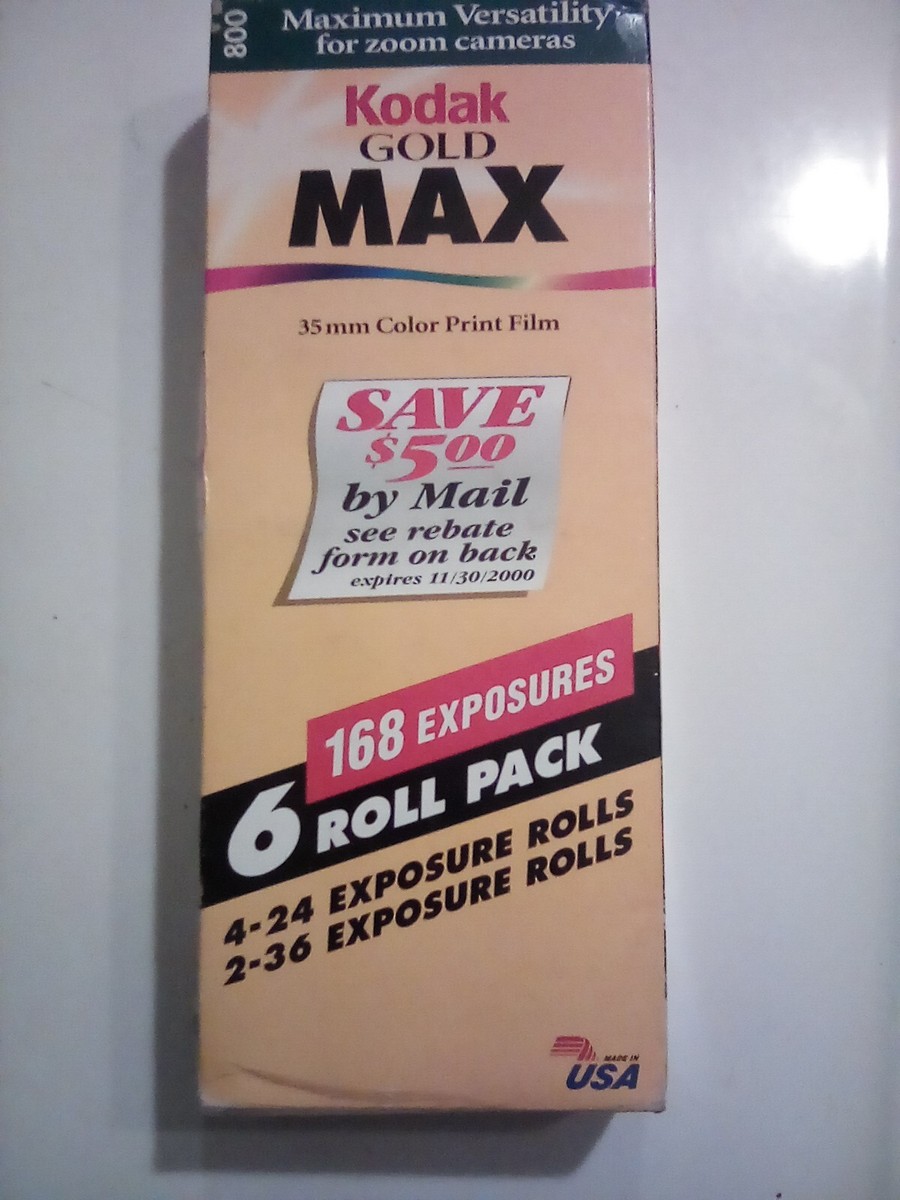 800
Maximum Versatility
for zoom cameras
Kodak
GOLD
MAX
35mm Color Print Film
SAVE
$5.00
by Mail
see rebate
form on back
expires 11/30/2000
168 EXPOSURES
6 ROLL PACK
4-24 EXPOSURE ROLLS
2-36 EXPOSURE ROLLS
MADE IN
USA